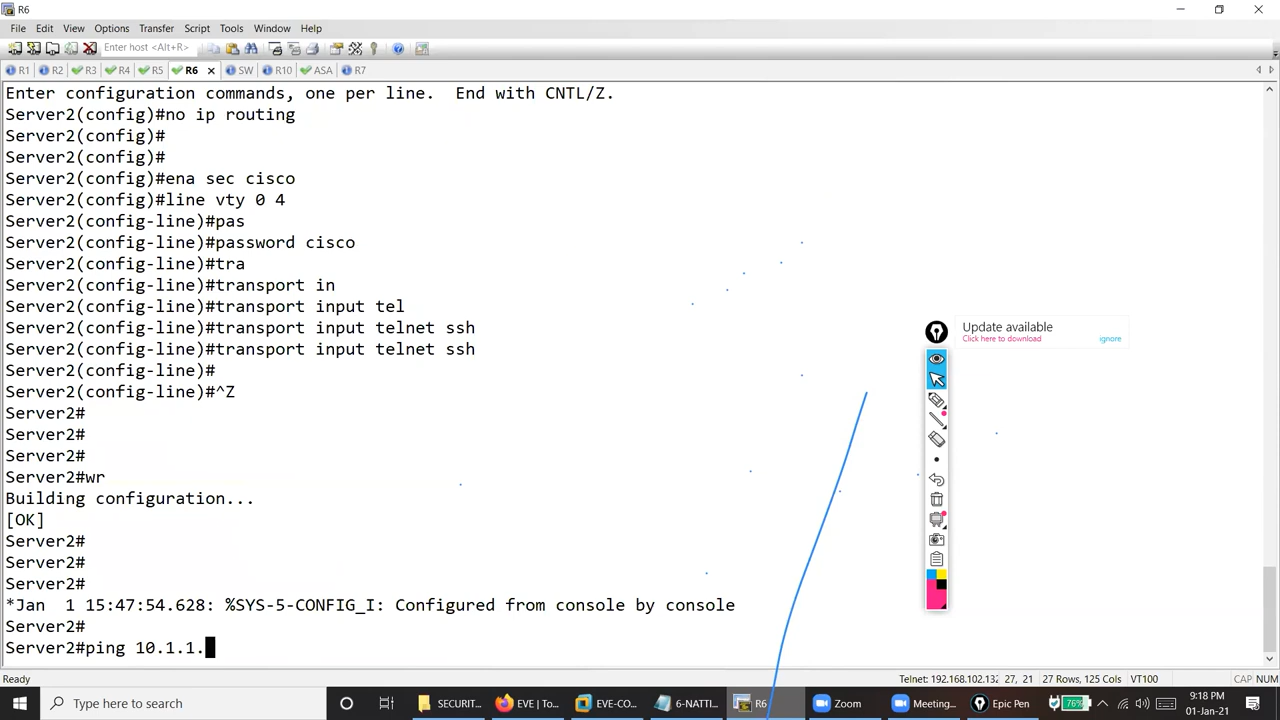 R6
File Edit View Options Transfer Script Tools Window Help
Enter host <Alt+R>
R1 R2 R3 R4 R5 R6 SW R10 ASA R7
Enter configuration commands, one per line.  End with CNTL/Z.
Server2(config)#no ip routing
Server2(config)#
Server2(config)#
Server2(config)#ena sec cisco
Server2(config)#line vty 0 4
Server2(config-line)#pas
Server2(config-line)#password cisco
Server2(config-line)#tra
Server2(config-line)#transport in
Server2(config-line)#transport input tel
Server2(config-line)#transport input telnet ssh
Server2(config-line)#transport input telnet ssh
Server2(config-line)#
Server2(config-line)#^Z
Server2#
Server2#
Server2#
Server2#wr
Building configuration...
[OK]
Server2#
Server2#
Server2#
*Jan  1 15:47:54.628: %SYS-5-CONFIG_I: Configured from console by console
Server2#
Server2#ping 10.1.1.
Update available
Click here to download ignore
Ready Telnet: 192.168.102.132 27, 21 27 Rows, 125 Cols VT100 CAP NUM
Type here to search SECURIT... EVE | To... EVE-CO... 6-NATTI... R6 Zoom Meeting... Epic Pen 76% 9:18 PM
01-Jan-21